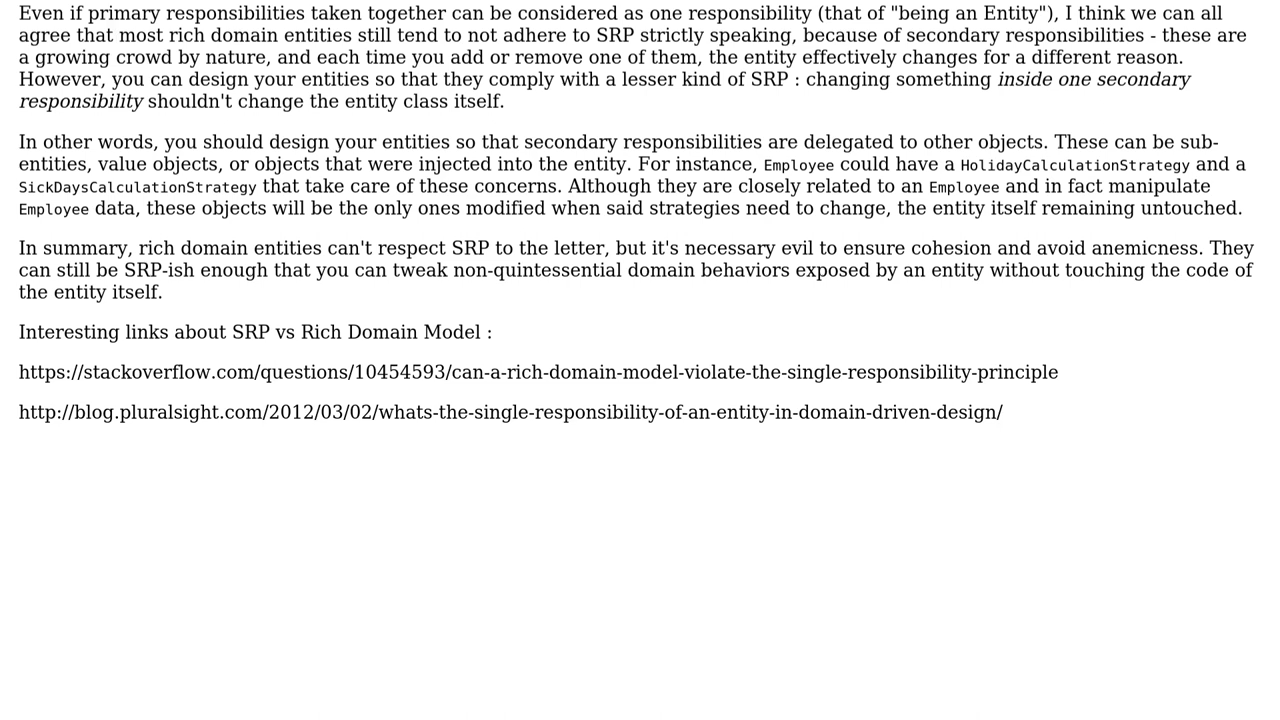 Even if primary responsibilities taken together can be considered as one responsibility (that of "being an Entity"), I think we can all
agree that most rich domain entities still tend to not adhere to SRP strictly speaking, because of secondary responsibilities - these are
a growing crowd by nature, and each time you add or remove one of them, the entity effectively changes for a different reason.
However, you can design your entities so that they comply with a lesser kind of SRP : changing something inside one secondary
responsibility shouldn't change the entity class itself.
In other words, you should design your entities so that secondary responsibilities are delegated to other objects. These can be sub-
entities, value objects, or objects that were injected into the entity. For instance, Employee could have a HolidayCalculationStrategy and a
SickDaysCalculationStrategy that take care of these concerns. Although they are closely related to an Employee and in fact manipulate
Employee data, these objects will be the only ones modified when said strategies need to change, the entity itself remaining untouched.
In summary, rich domain entities can't respect SRP to the letter, but it's necessary evil to ensure cohesion and avoid anemicness. They
can still be SRP-ish enough that you can tweak non-quintessential domain behaviors exposed by an entity without touching the code of
the entity itself.
Interesting links about SRP vs Rich Domain Model :
https://stackoverflow.com/questions/10454593/can-a-rich-domain-model-violate-the-single-responsibility-principle
http://blog.pluralsight.com/2012/03/02/whats-the-single-responsibility-of-an-entity-in-domain-driven-design/